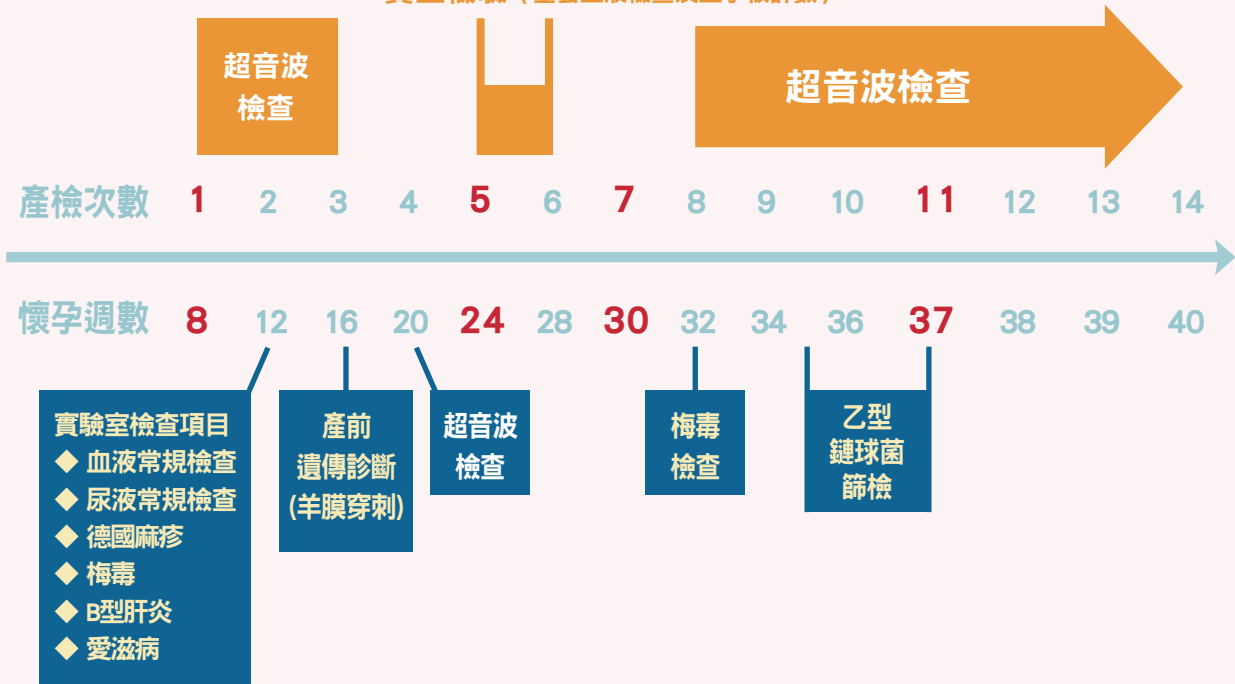 超音波
檢查
超音波檢查
產檢次數 1 2 3 4 5 6 7 8 9 10 11 12 13 14
懷孕週數 8 12 16 20 24 28 30 32 34 36 37 38 39 40
實驗室檢查項目
◆ 血液常規檢查
◆ 尿液常規檢查
◆ 德國麻疹
◆ 梅毒
◆ B型肝炎
◆ 愛滋病
產前
遺傳診斷
(羊膜穿刺)
超音波
檢查
梅毒
檢查
乙型
鏈球菌
篩檢